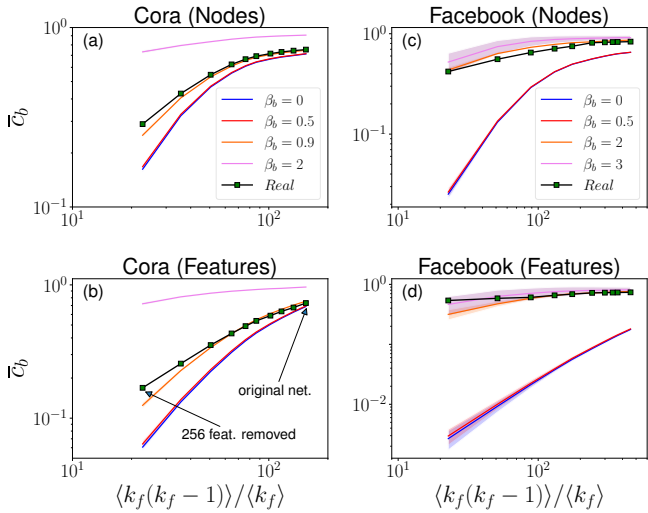 Cora (Nodes)
(a)
β_b = 0
β_b = 0.5
β_b = 0.9
β_b = 2
Real
10^0
10^{-1}
c̅_b
10^1
10^2
Facebook (Nodes)
(c)
β_b = 0
β_b = 0.5
β_b = 2
β_b = 3
Real
10^0
10^{-1}
10^1
10^2
Cora (Features)
(b)
original net.
256 feat. removed
10^0
10^{-1}
c̅_b
10^1
10^2
⟨k_f(k_f − 1)⟩/⟨k_f⟩
Facebook (Features)
(d)
10^0
10^{-2}
10^1
10^2
⟨k_f(k_f − 1)⟩/⟨k_f⟩